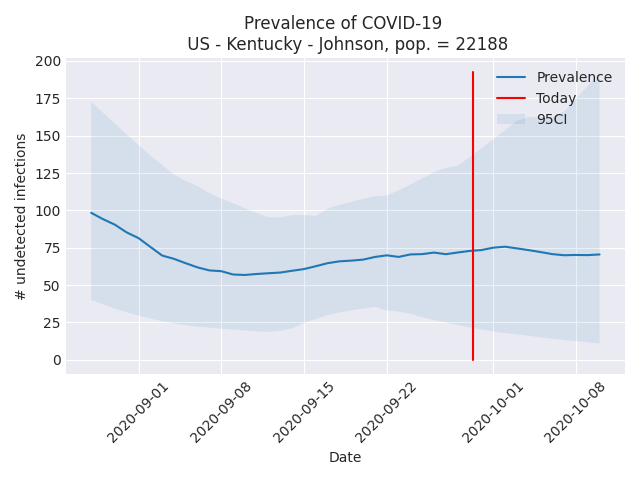 Prevalence of COVID-19
US - Kentucky - Johnson, pop. = 22188
200
175
150
125
100
75
50
25
0
# undetected infections
Prevalence
Today
95CI
2020-09-01
2020-09-08
2020-09-15
2020-09-22
2020-10-01
2020-10-08
Date